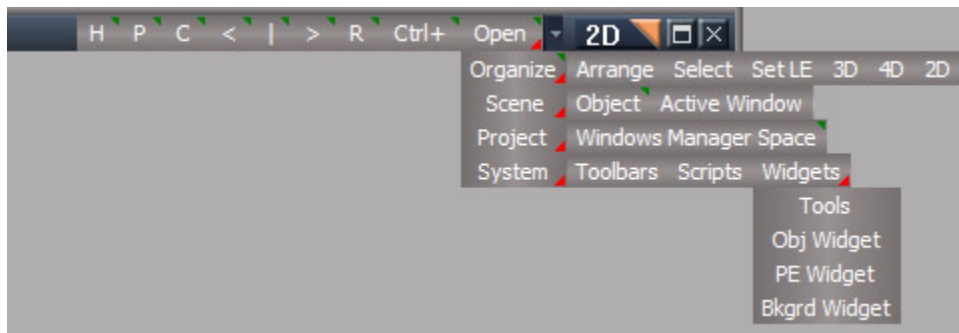 H P C < | > R Ctrl+ Open 2D
Organize Arrange Select Set LE 3D 4D 2D
Scene Object Active Window
Project Windows Manager Space
System Toolbars Scripts Widgets
Tools
Obj Widget
PE Widget
Bkgrd Widget